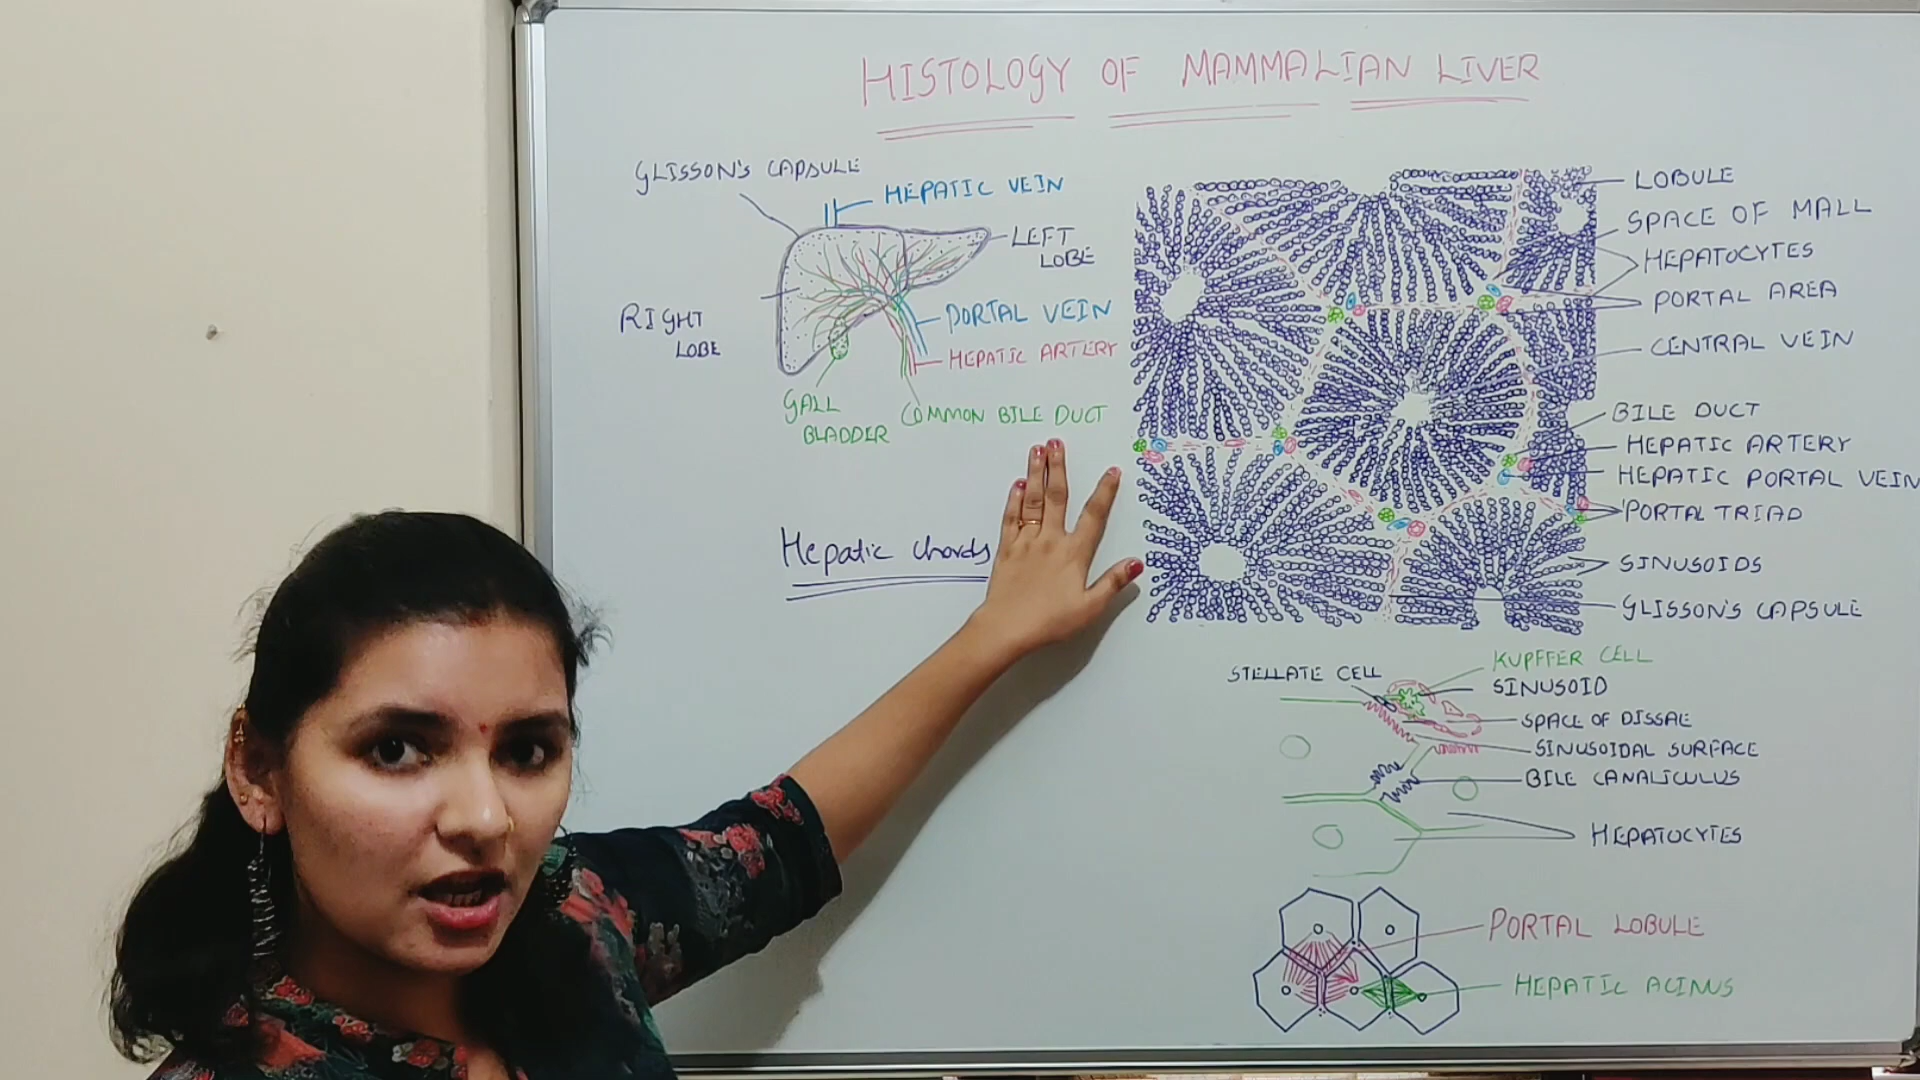 HISTOLOGY OF MAMMALIAN LIVER
GLISSON'S CAPSULE
HEPATIC VEIN
LEFT
LOBE
RIGHT
LOBE
PORTAL VEIN
HEPATIC ARTERY
GALL
BLADDER
COMMON BILE DUCT
Hepatic chords
LOBULE
SPACE OF MALL
HEPATOCYTES
PORTAL AREA
CENTRAL VEIN
BILE DUCT
HEPATIC ARTERY
HEPATIC PORTAL VEIN
PORTAL TRIAD
SINUSOIDS
GLISSON'S CAPSULE
STELLATE CELL
KUPFFER CELL
SINUSOID
SPACE OF DISSAE
SINUSOIDAL SURFACE
BILE CANALICULUS
HEPATOCYTES
PORTAL LOBULE
HEPATIC ACINUS